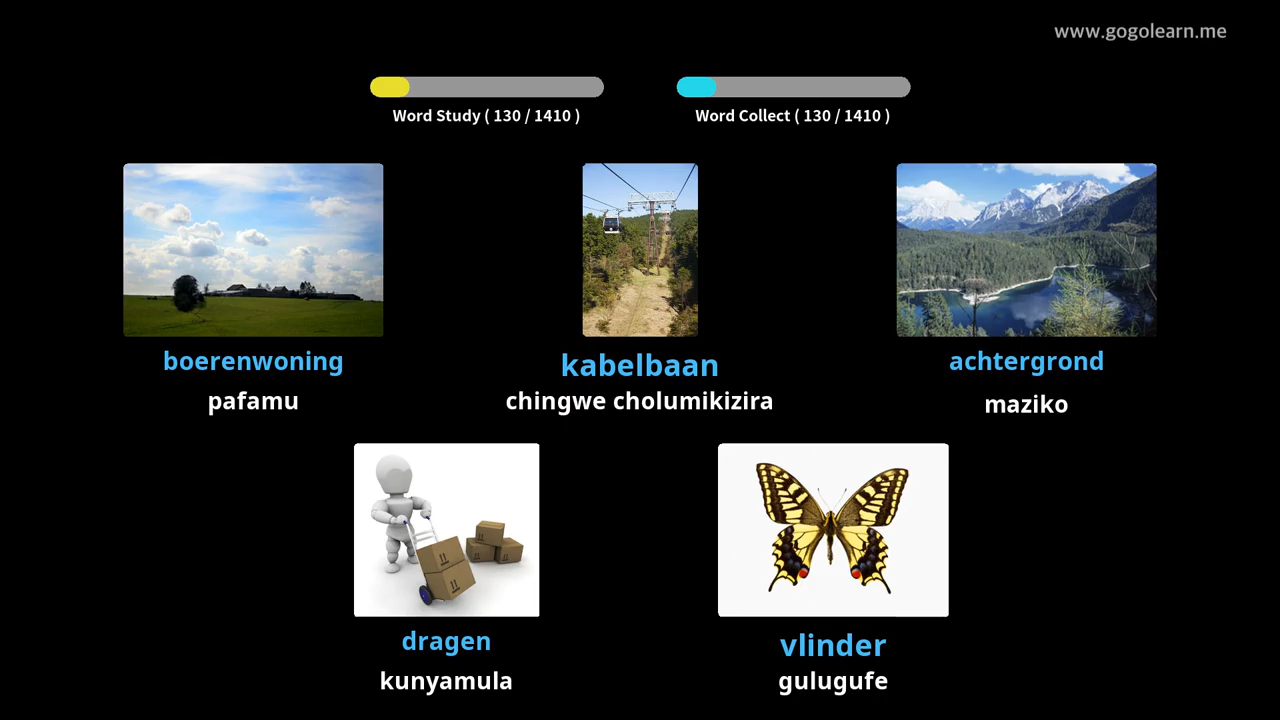 www.gogolearn.me
Word Study ( 130 / 1410 )
Word Collect ( 130 / 1410 )
boerenwoning
pafamu
kabelbaan
chingwe cholumikizira
achtergrond
maziko
dragen
kunyamula
vlinder
gulugufe